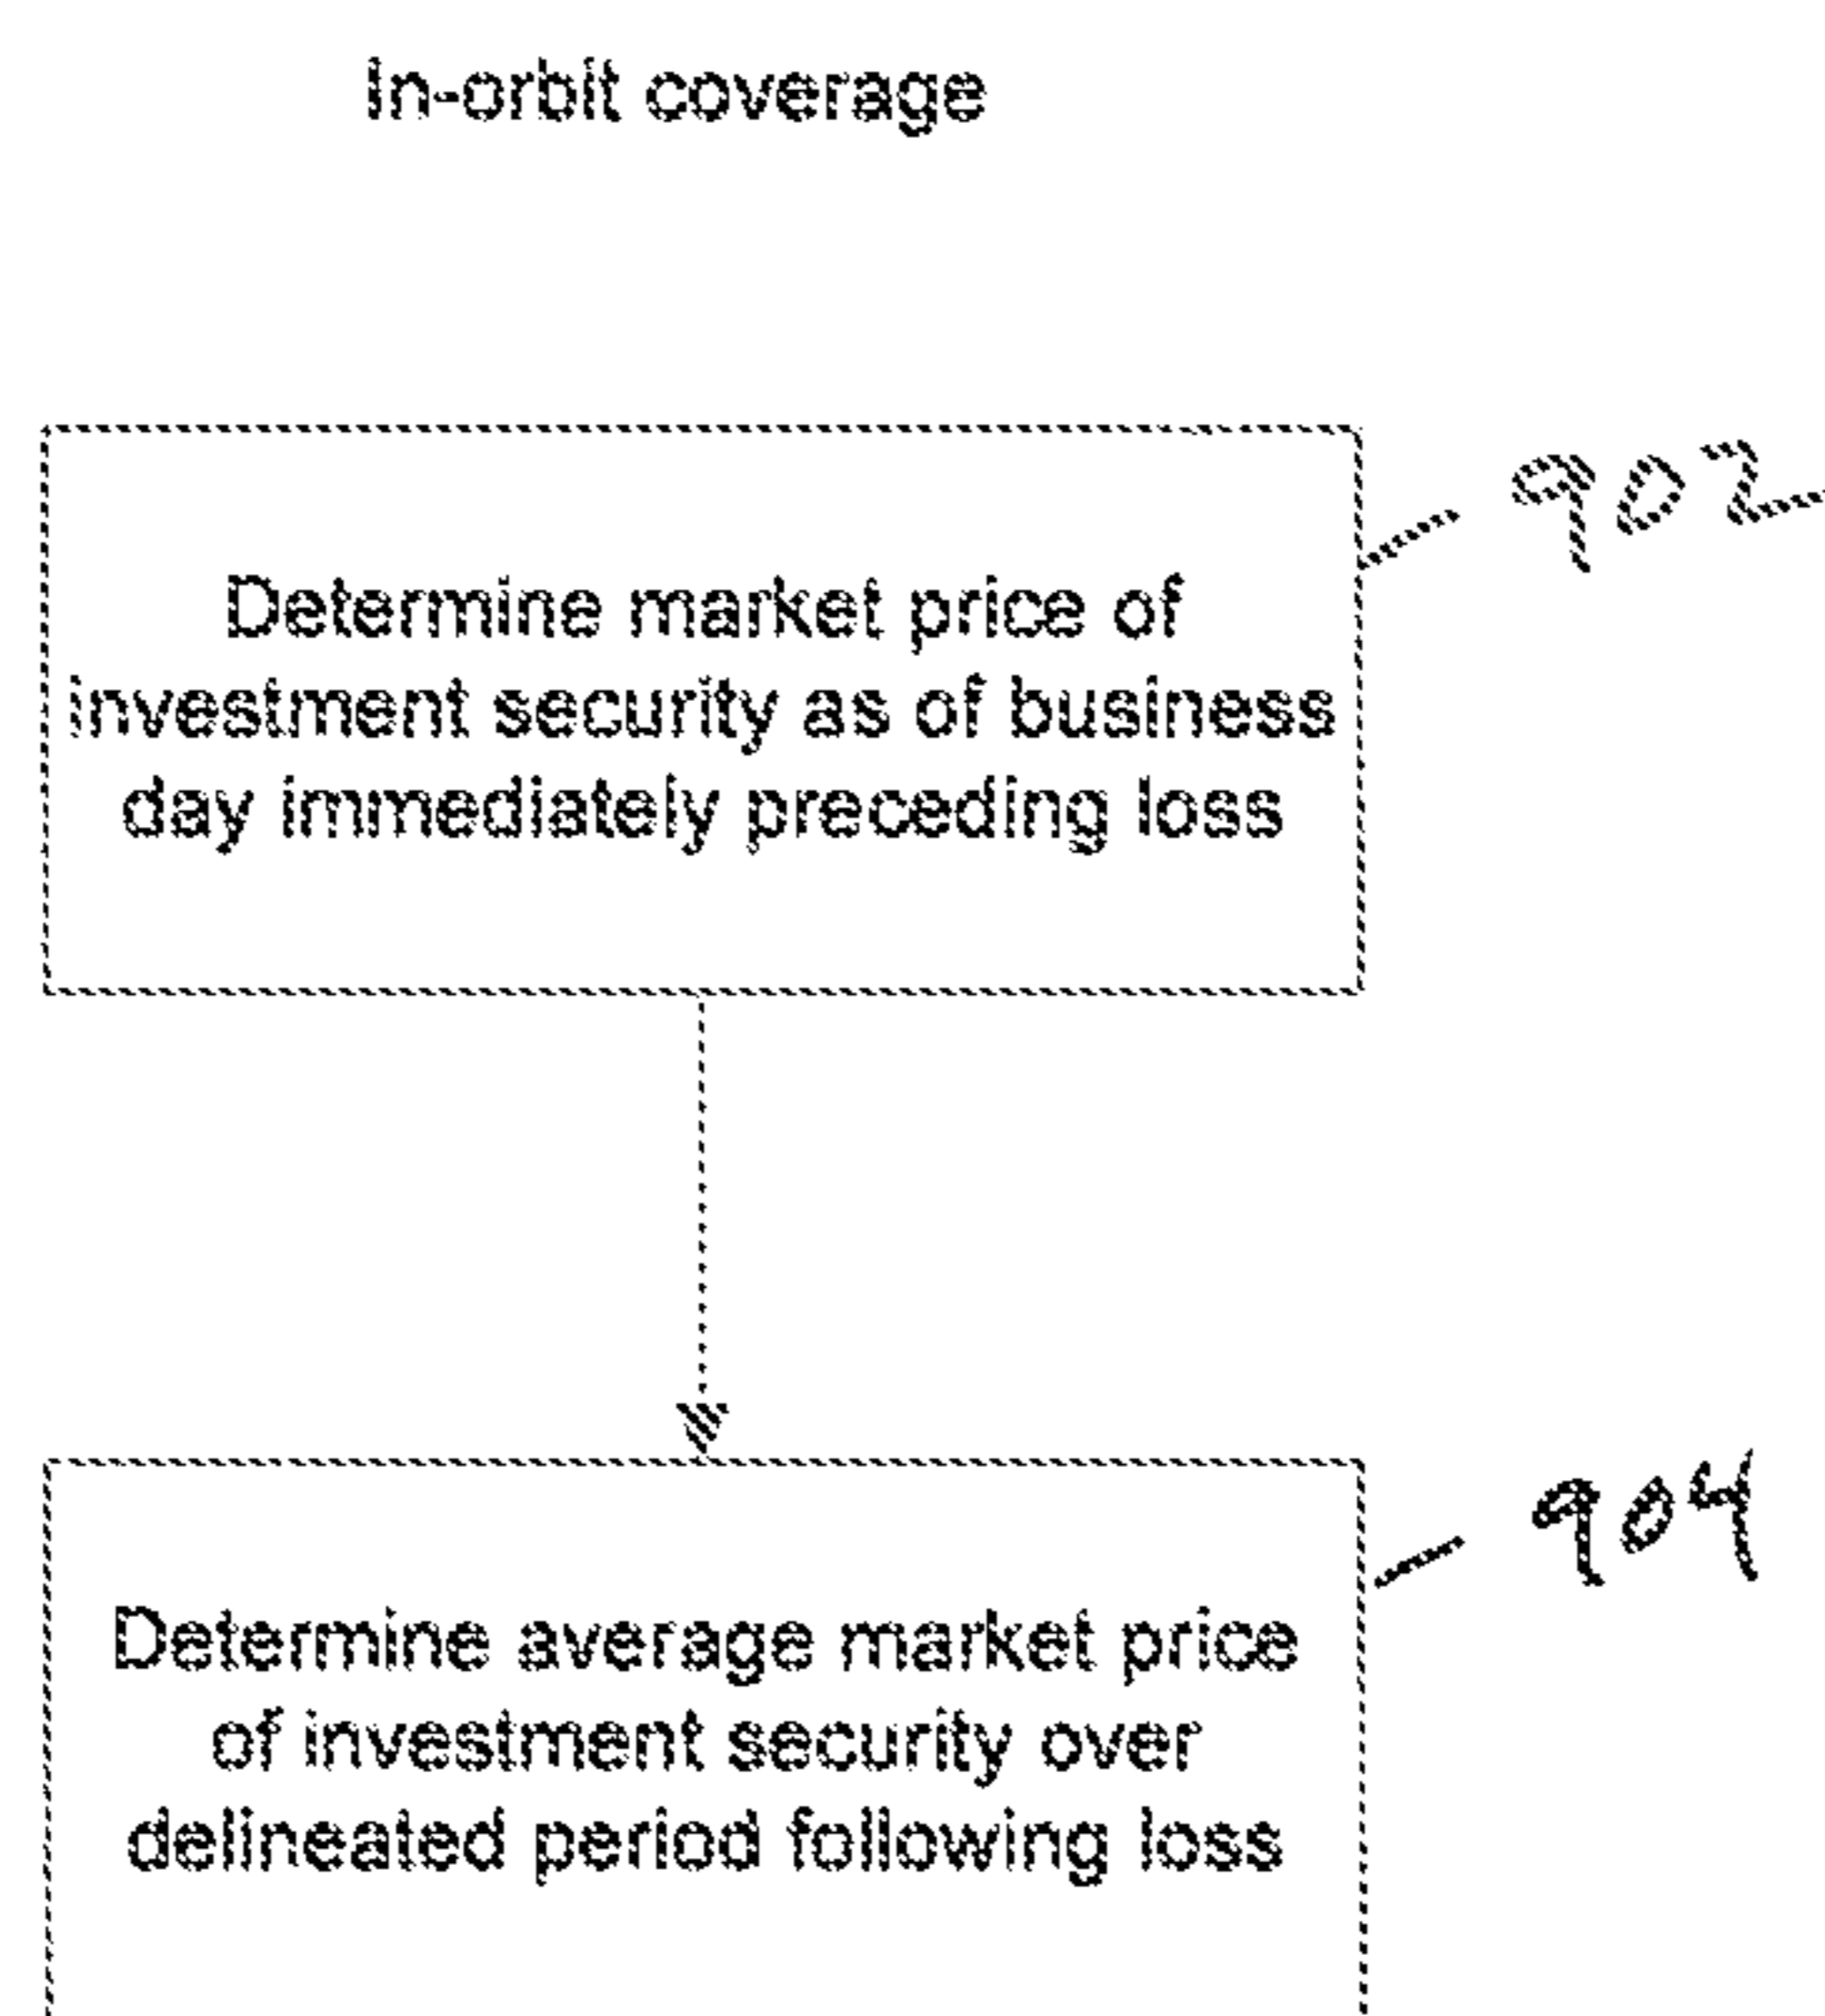 In-orbit coverage
902
Determine market price of
investment security as of business
day immediately preceding loss
904
Determine average market price
of investment security over
delineated period following loss